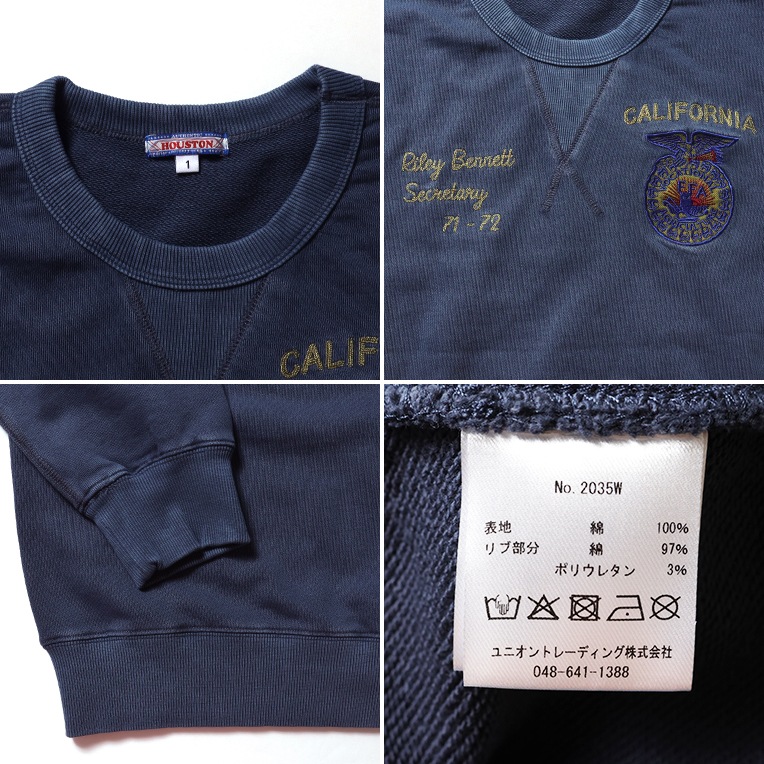 AUTHENTIC
HOUSTON
1
CALIF
CALIFORNIA
Riley Bennett
Secretary
71-72
FFA
No. 2035W
表地 綿 100%
リブ部分 綿 97%
ポリウレタン 3%
ユニオントレーディング株式会社
048-641-1388